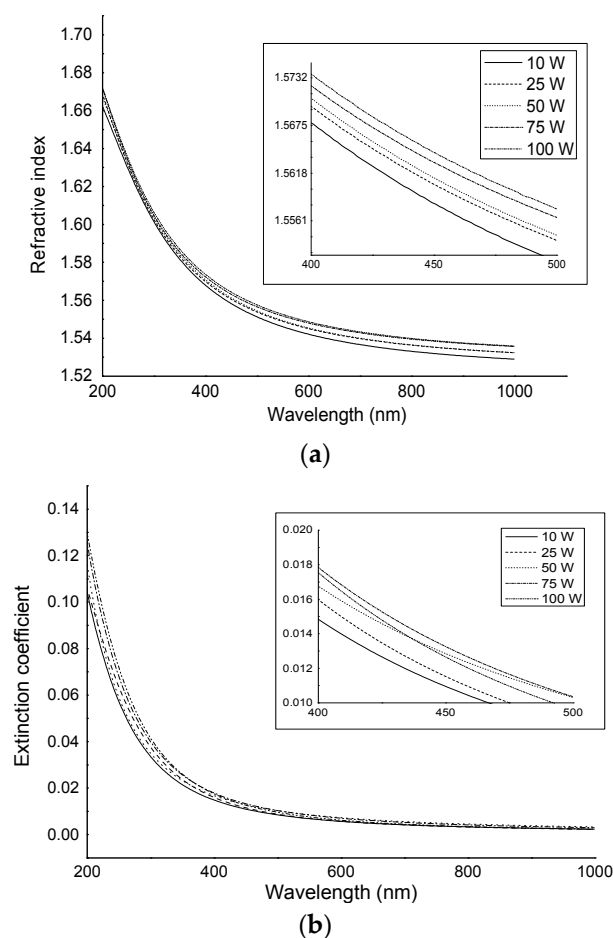 1.70
1.68
1.66
1.64
1.62
1.60
1.58
1.56
1.54
1.52
Refractive index
200 400 600 800 1000
Wavelength (nm)
1.5732
1.5675
1.5618
1.5561
400 450 500
10 W
25 W
50 W
75 W
100 W
(a)
0.14
0.12
0.10
0.08
0.06
0.04
0.02
0.00
Extinction coefficient
200 400 600 800 1000
Wavelength (nm)
0.020
0.018
0.016
0.014
0.012
0.010
400 450 500
10 W
25 W
50 W
75 W
100 W
(b)